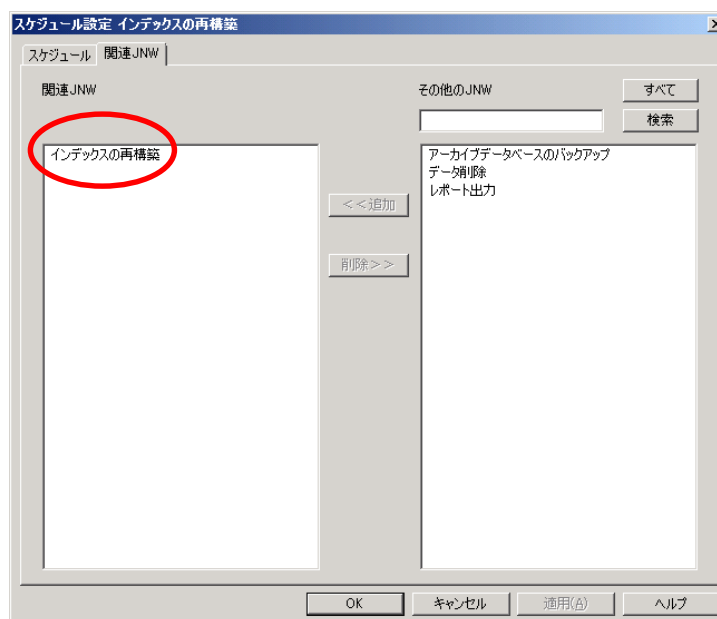 スケジュール設定 インデックスの再構築
スケジュール 関連JNW
関連JNW
その他のJNW
すべて
検索
インデックスの再構築
アーカイブデータベースのバックアップ
データ削除
レポート出力
<<追加
削除>>
OK
キャンセル
適用(A)
ヘルプ